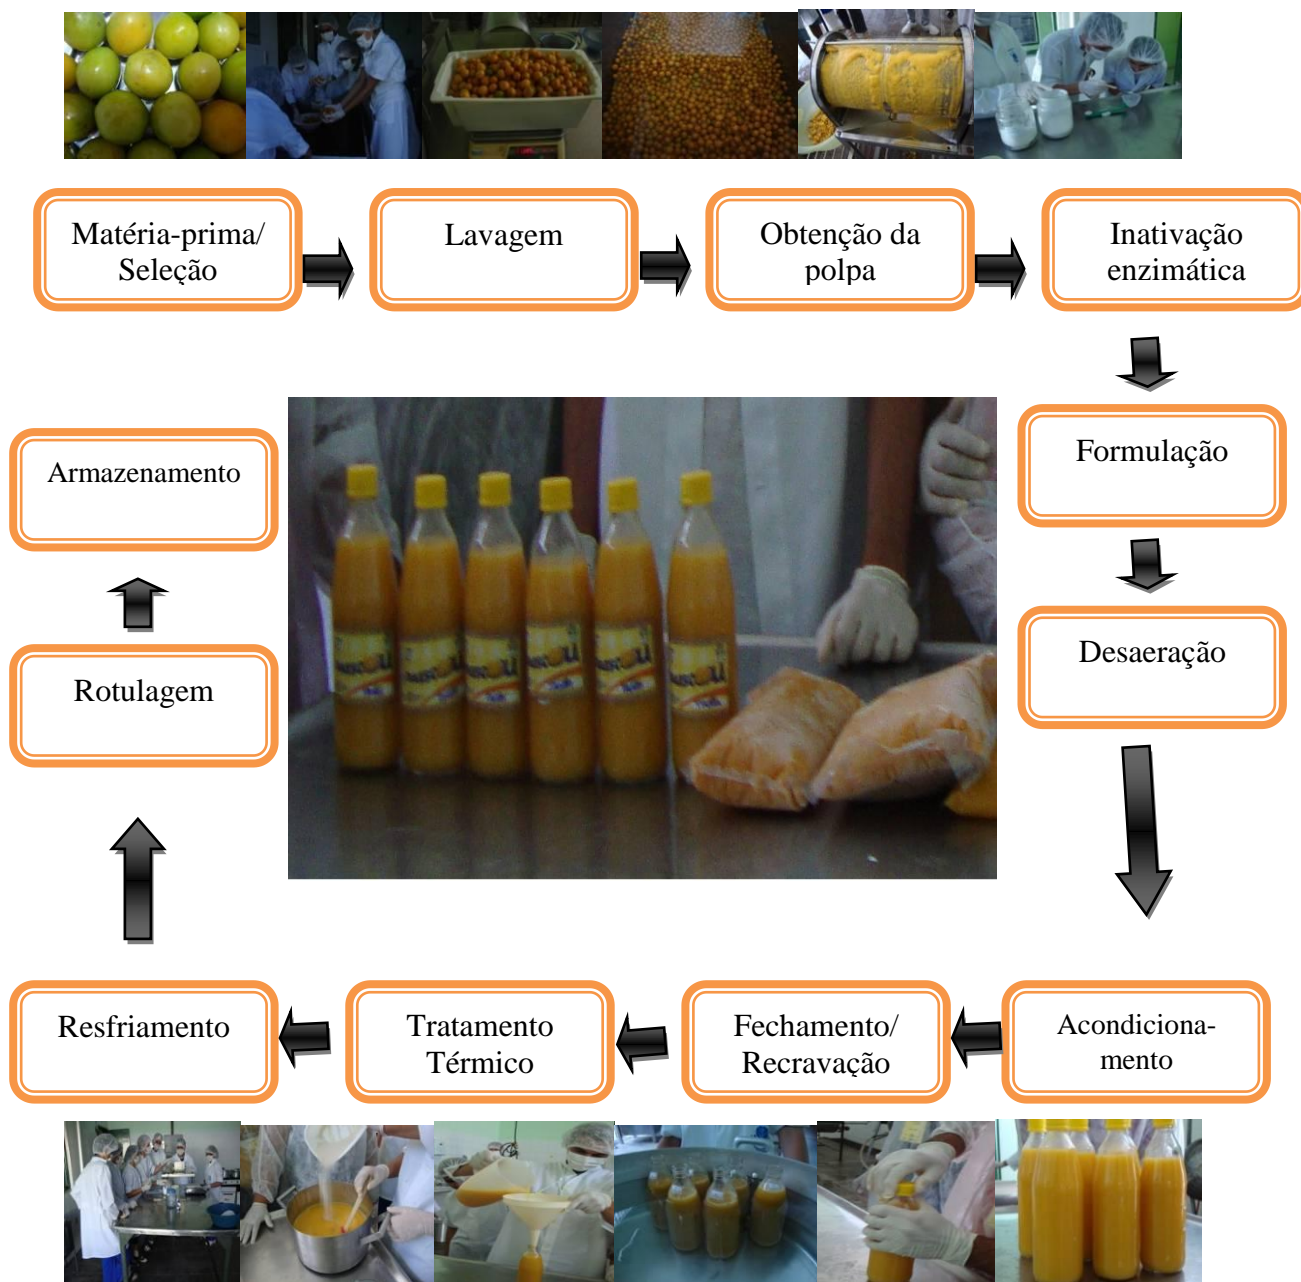 Matéria-prima/
Seleção
Lavagem
Obtenção da
polpa
Inativação
enzimática
Formulação
Desaeração
Acondiciona-
mento
Fechamento/
Recravação
Tratamento
Térmico
Resfriamento
Rotulagem
Armazenamento